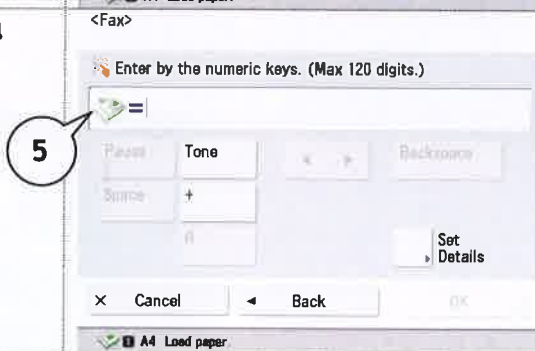 A4 Load paper.
<Fax>
Enter by the numeric keys. (Max 120 digits.)
=
5
Pause Tone ◄ ► Backspace
Space +
R
Set
Details
× Cancel ◄ Back OK
1 A4 Load paper.